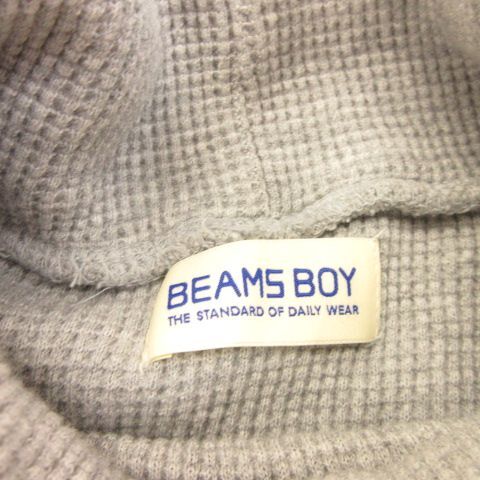 BEAMS BOY
THE STANDARD OF DAILY WEAR